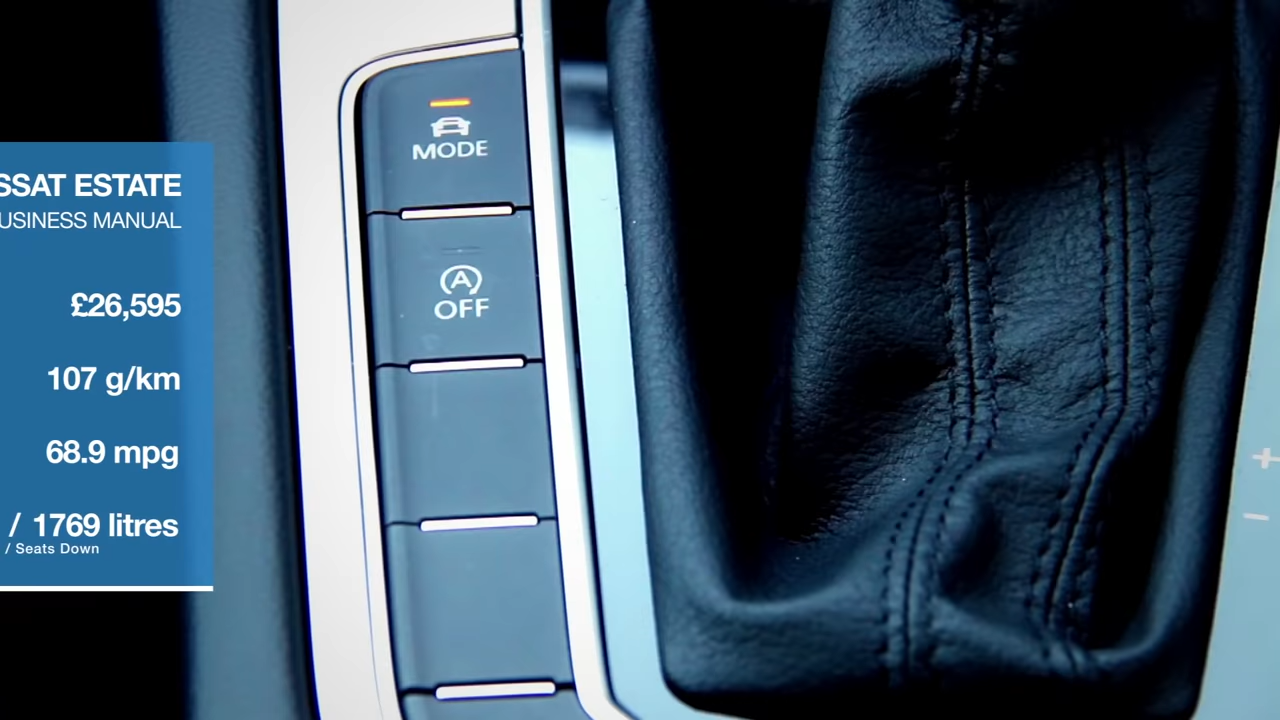 SSAT ESTATE
USINESS MANUAL
£26,595
107 g/km
68.9 mpg
/ 1769 litres
/ Seats Down
MODE
A
OFF
+
−